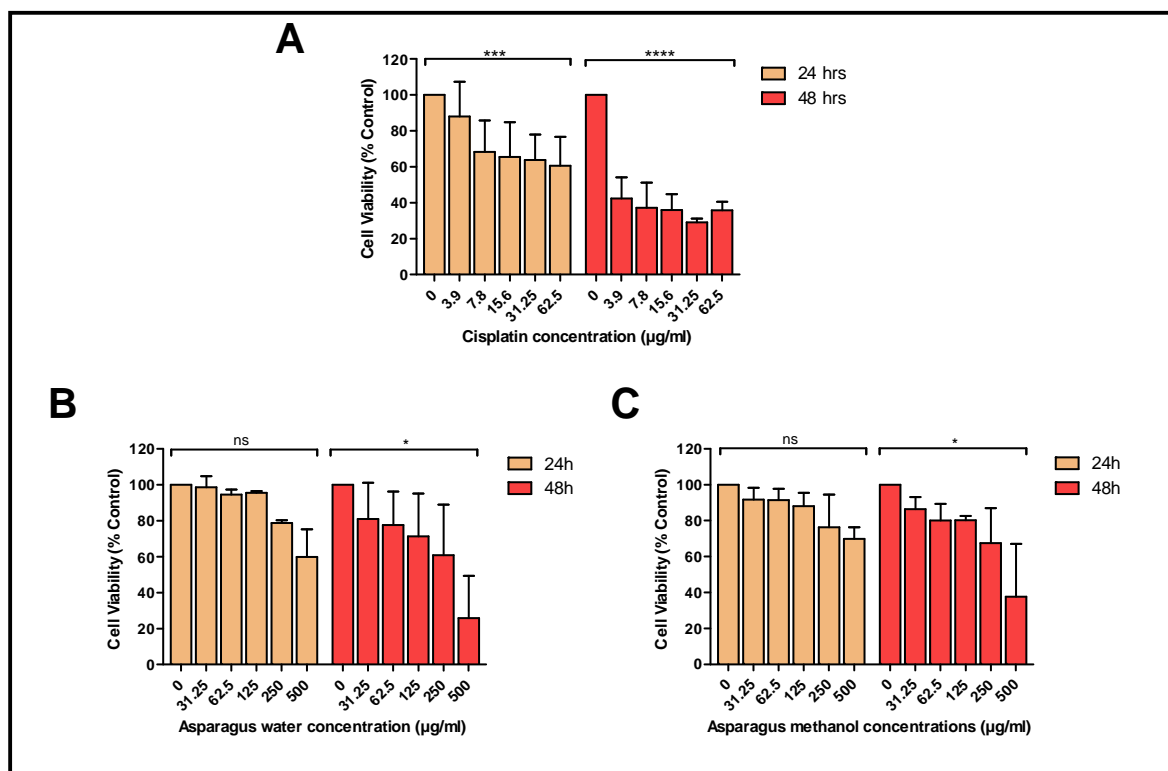 A
*** ****
120
100
80
60
40
20
0
Cell Viability (% Control)
0 3.9 7.8 15.6 31.25 62.5 0 3.9 7.8 15.6 31.25 62.5
Cisplatin concentration (µg/ml)
24 hrs
48 hrs
B
ns *
120
100
80
60
40
20
0
Cell Viability (% Control)
0 31.25 62.5 125 250 500 0 31.25 62.5 125 250 500
Asparagus water concentration (µg/ml)
24h
48h
C
ns *
120
100
80
60
40
20
0
Cell Viability (% Control)
0 31.25 62.5 125 250 500 0 31.25 62.5 125 250 500
Asparagus methanol concentrations (µg/ml)
24h
48h